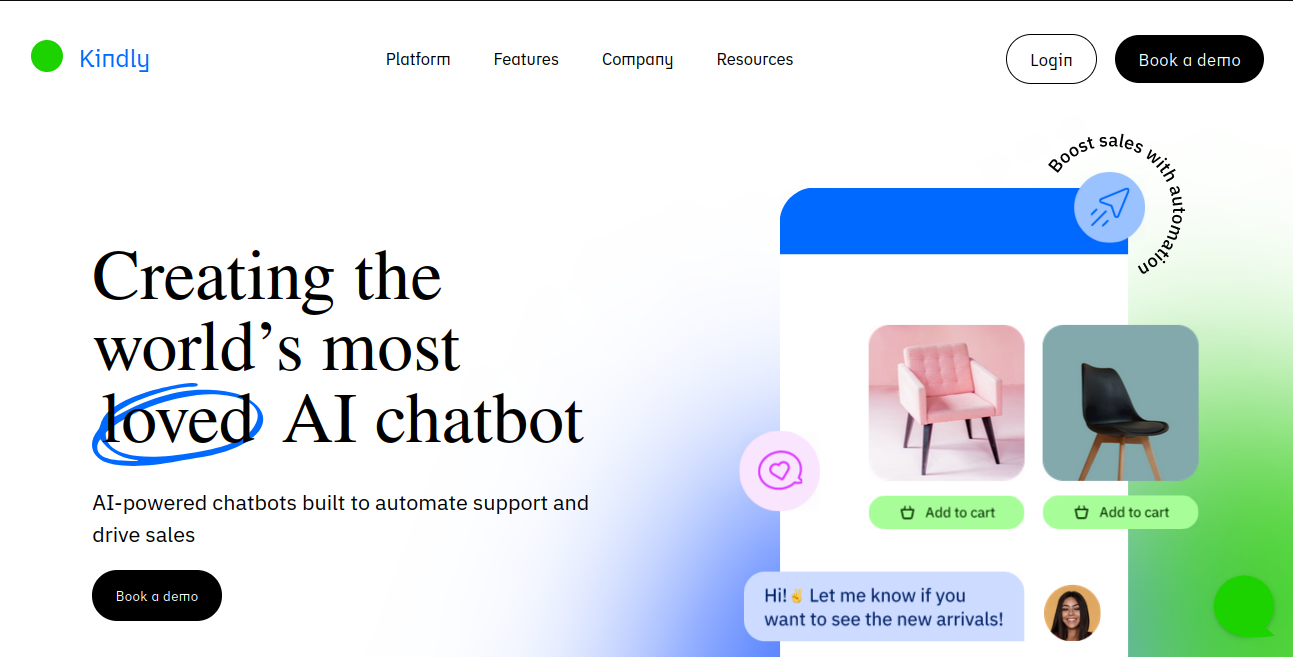 Kindly
Platform
Features
Company
Resources
Login
Book a demo
Boost sales with automation
Creating the
world’s most
loved AI chatbot
AI-powered chatbots built to automate support and
drive sales
Book a demo
Add to cart
Add to cart
Hi!✌ Let me know if you
want to see the new arrivals!